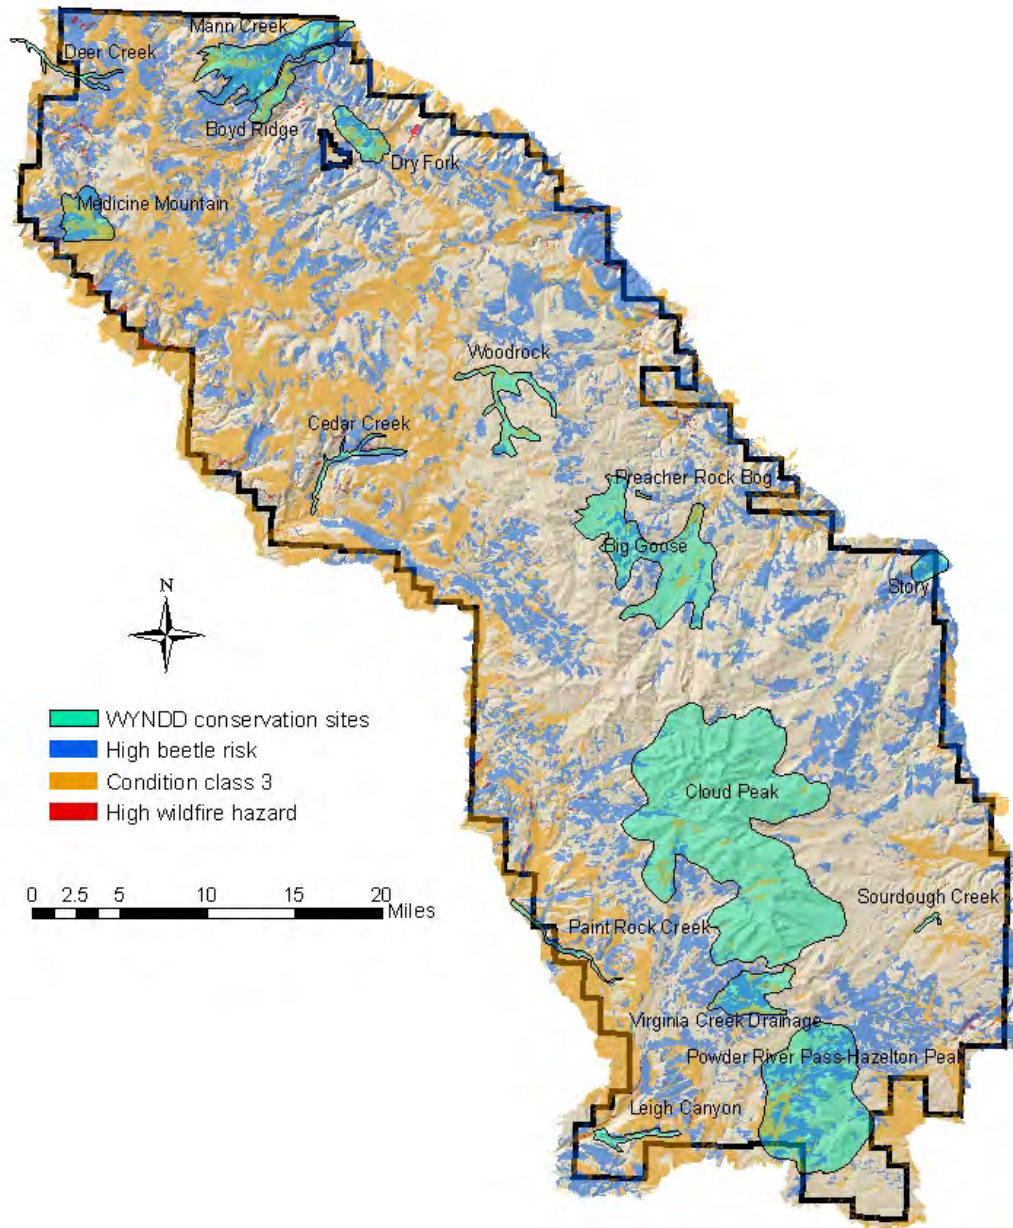 Mann Creek
Deer Creek
Boyd Ridge
Dry Fork
Medicine Mountain
Woodrock
Cedar Creek
Preacher Rock Bog
Big Goose
Story
N
WYNDD conservation sites
High beetle risk
Condition class 3
High wildfire hazard
Cloud Peak
0 2.5 5 10 15 20
Miles
Sourdough Creek
Paint Rock Creek
Virginia Creek Drainage
Powder River Pass-Hazelton Peak
Leigh Canyon